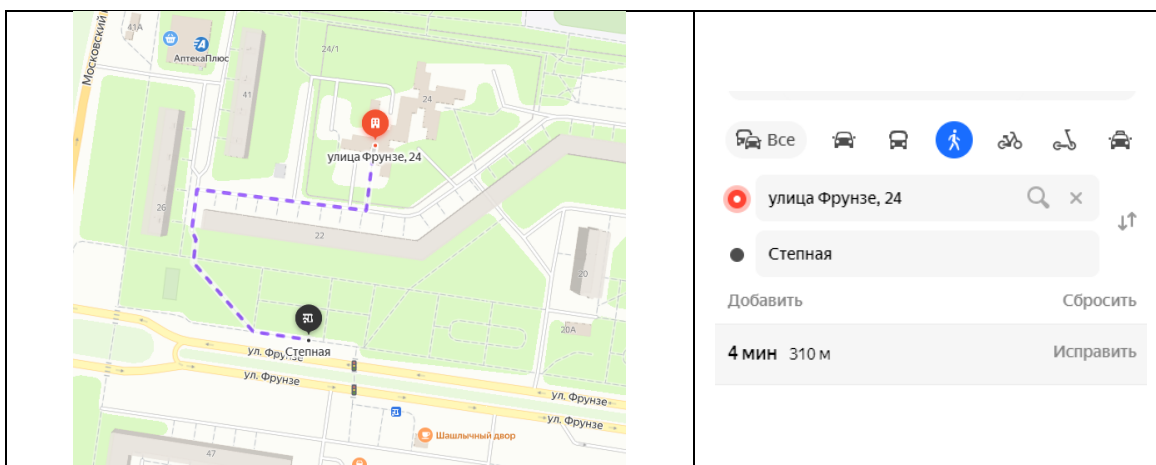 Московский
41А
АптекаПлюс
24/1
41
24
улица Фрунзе, 24
26
22
20
20А
ул. Фрунзе
Степная
ул. Фрунзе
ул. Фрунзе
ул. Фрунзе
Шашлычный двор
47
Все
улица Фрунзе, 24
Степная
Добавить
Сбросить
4 мин 310 м
Исправить